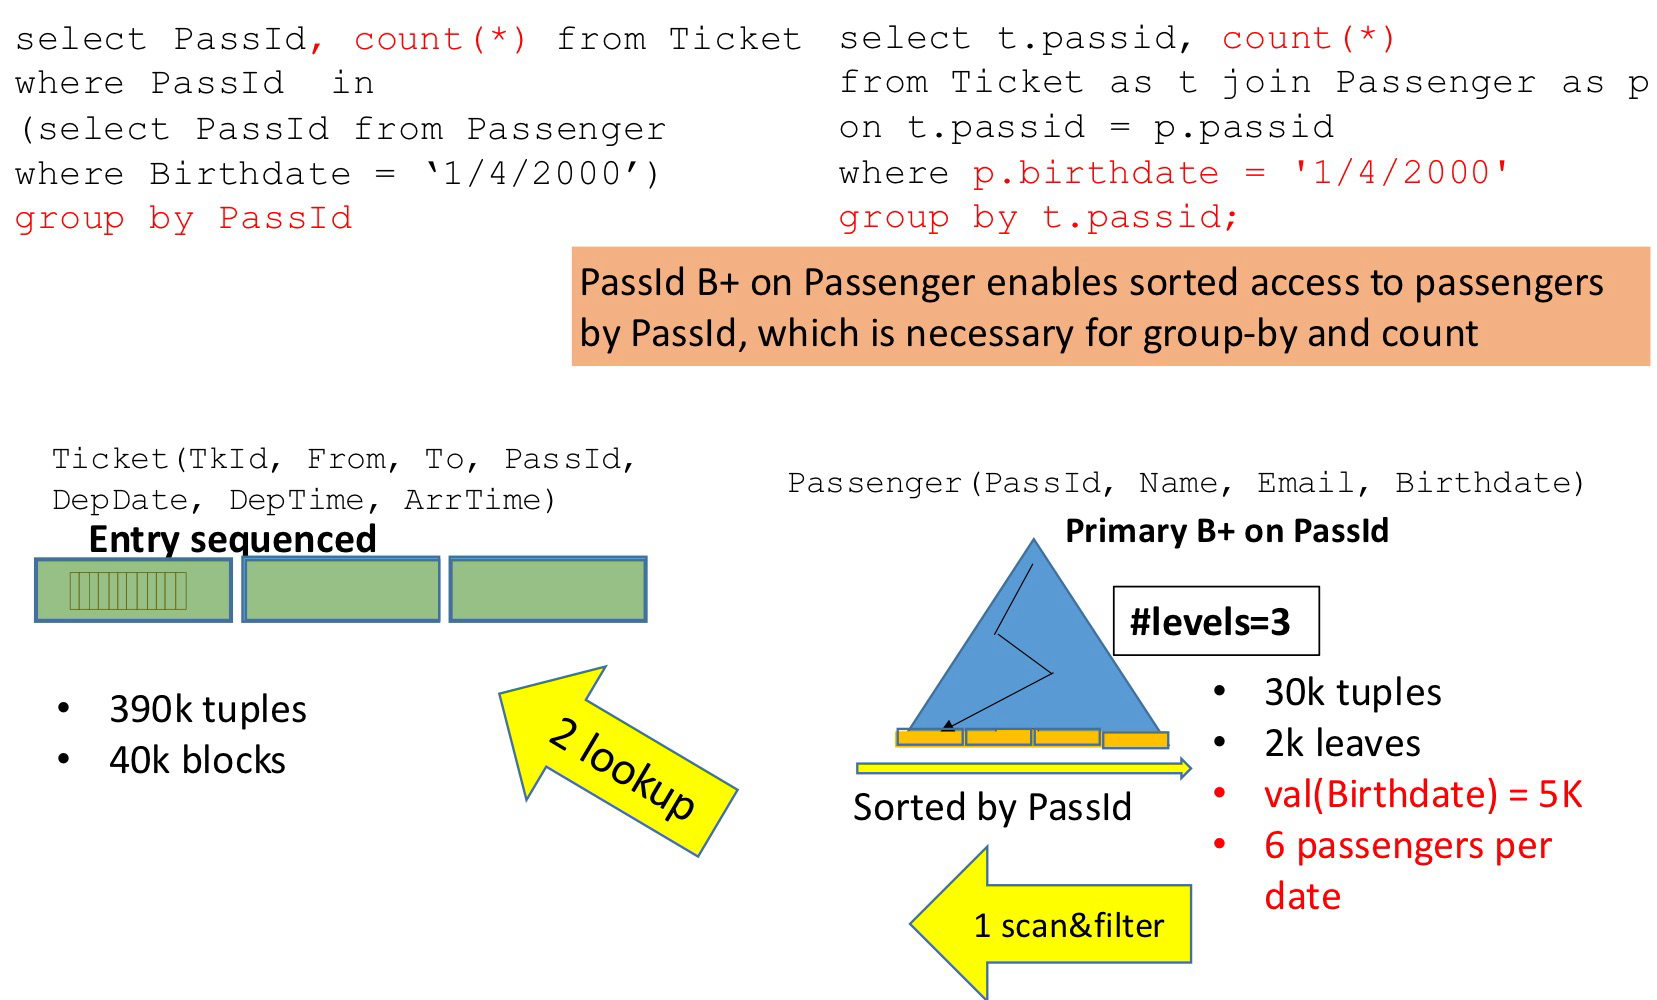 select PassId, count(*) from Ticket
where PassId in
(select PassId from Passenger
where Birthdate = ‘1/4/2000’)
group by PassId
select t.passid, count(*)
from Ticket as t join Passenger as p
on t.passid = p.passid
where p.birthdate = '1/4/2000'
group by t.passid;
PassId B+ on Passenger enables sorted access to passengers
by PassId, which is necessary for group-by and count
Ticket(TkId, From, To, PassId,
DepDate, DepTime, ArrTime)
Entry sequenced
• 390k tuples
• 40k blocks
2 lookup
Passenger(PassId, Name, Email, Birthdate)
Primary B+ on PassId
#levels=3
• 30k tuples
• 2k leaves
• val(Birthdate) = 5K
• 6 passengers per
date
Sorted by PassId
1 scan&filter